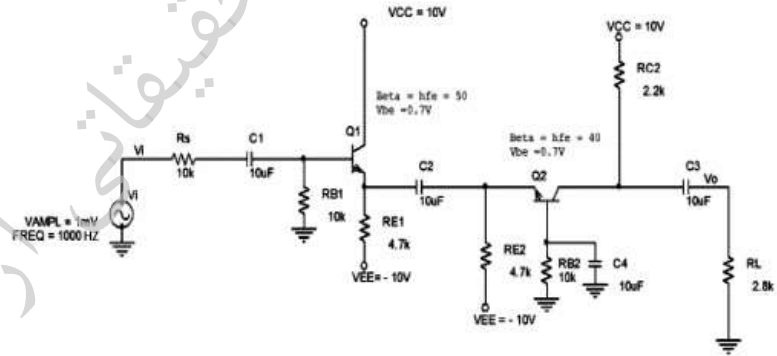 VCC = 10V
VCC = 10V
RC2
2.2k
Beta = hfe = 50
Vbe =0.7V
Q1
Beta = hfe = 40
Vbe =0.7V
Vi
Rs
10k
C1
10uF
C2
10uF
Q2
C3
10uF
Vo
Vi
VAMPL = 1mV
FREQ = 1000 HZ
RB1
10k
RE1
4.7k
VEE= - 10V
RE2
4.7k
VEE = - 10V
RB2
10k
C4
10uF
RL
2.8k